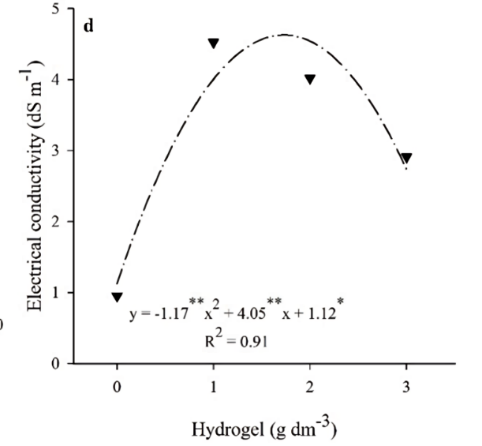 d
Electrical conductivity (dS m⁻¹)
5
4
3
2
1
0
y = -1.17**x² + 4.05**x + 1.12*
R² = 0.91
0 1 2 3
Hydrogel (g dm⁻³)